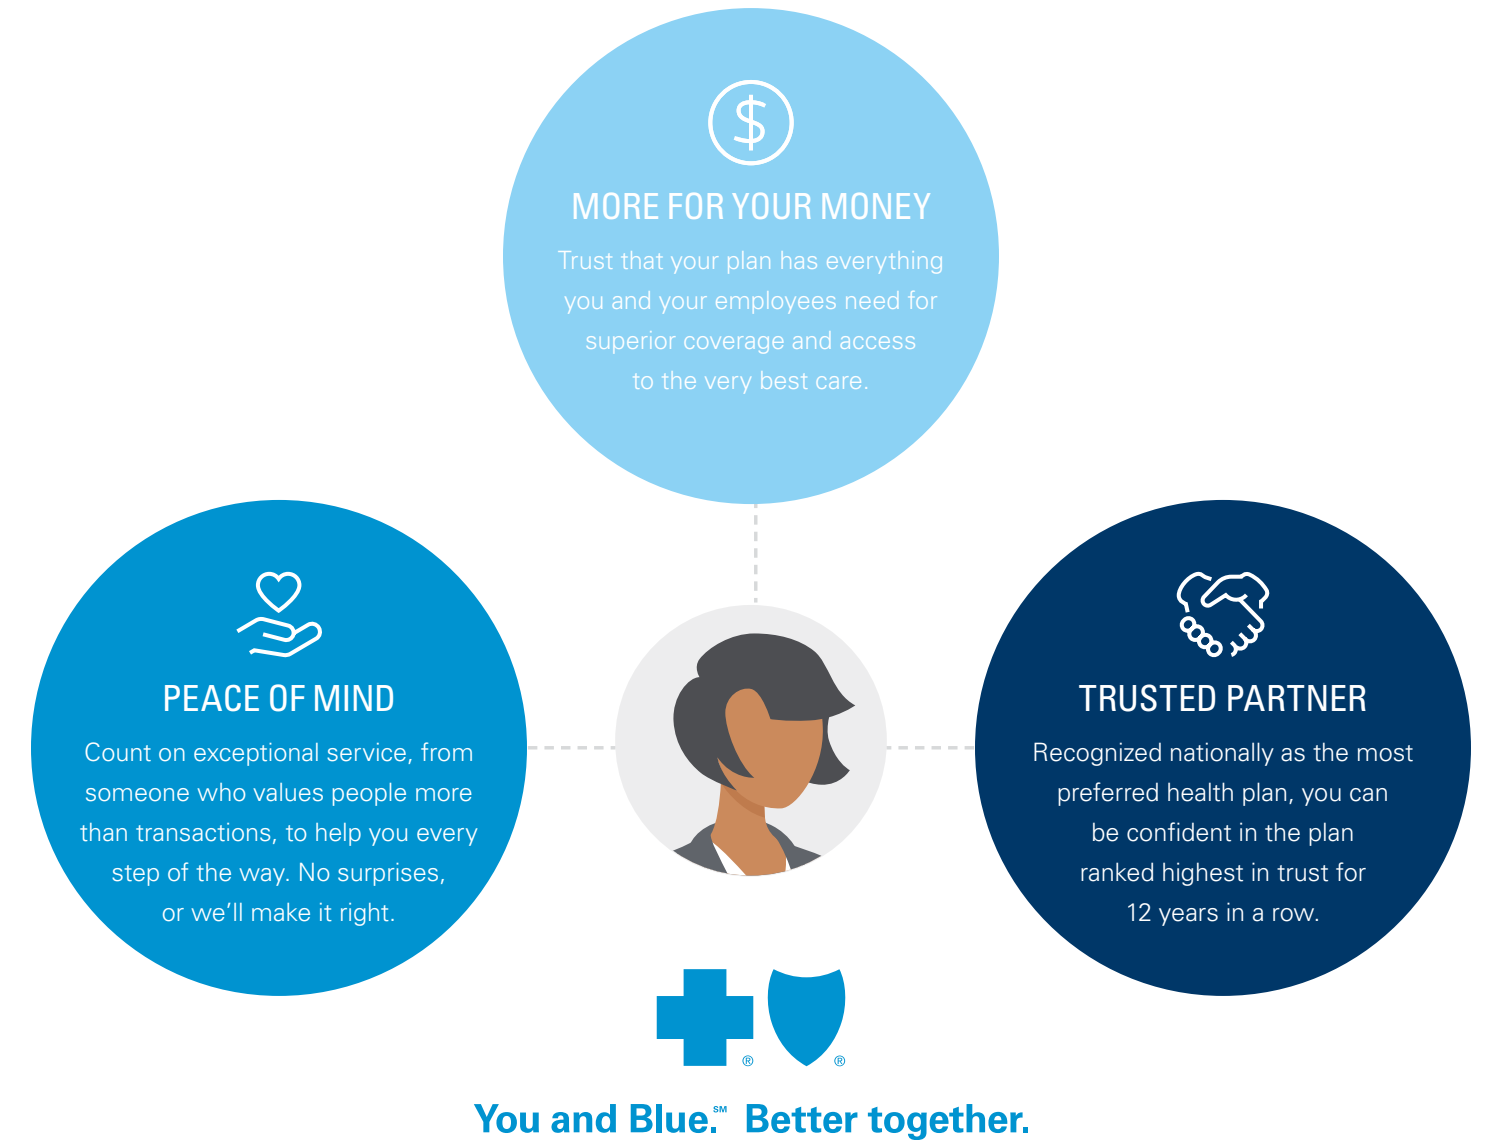 MORE FOR YOUR MONEY
Trust that your plan has everything
you and your employees need for
superior coverage and access
to the very best care.
PEACE OF MIND
Count on exceptional service, from
someone who values people more
than transactions, to help you every
step of the way. No surprises,
or we’ll make it right.
TRUSTED PARTNER
Recognized nationally as the most
preferred health plan, you can
be confident in the plan
ranked highest in trust for
12 years in a row.
® ®
You and Blue.℠ Better together.